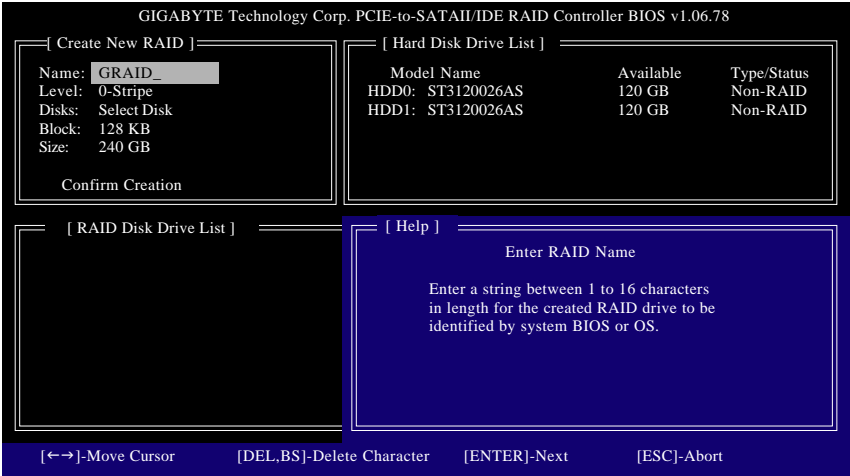 GIGABYTE Technology Corp. PCIE-to-SATAII/IDE RAID Controller BIOS v1.06.78
[ Create New RAID ]
Name: GRAID_
Level: 0-Stripe
Disks: Select Disk
Block: 128 KB
Size: 240 GB
Confirm Creation
[ Hard Disk Drive List ]
Model Name Available Type/Status
HDD0: ST3120026AS 120 GB Non-RAID
HDD1: ST3120026AS 120 GB Non-RAID
[ RAID Disk Drive List ]
[ Help ]
Enter RAID Name
Enter a string between 1 to 16 characters
in length for the created RAID drive to be
identified by system BIOS or OS.
[←→]-Move Cursor [DEL,BS]-Delete Character [ENTER]-Next [ESC]-Abort